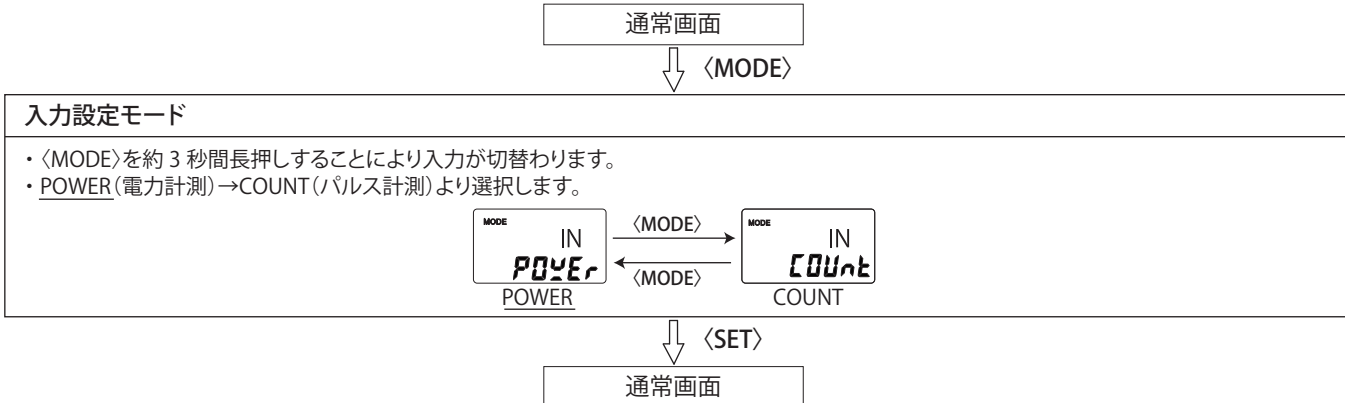 通常画面
〈MODE〉
入力設定モード
・〈MODE〉を約 3 秒間長押しすることにより入力が切替わります。
・POWER(電力計測)→COUNT(パルス計測)より選択します。
MODE
IN
POWEr
POWER
〈MODE〉
〈MODE〉
MODE
IN
COUnt
COUNT
〈SET〉
通常画面